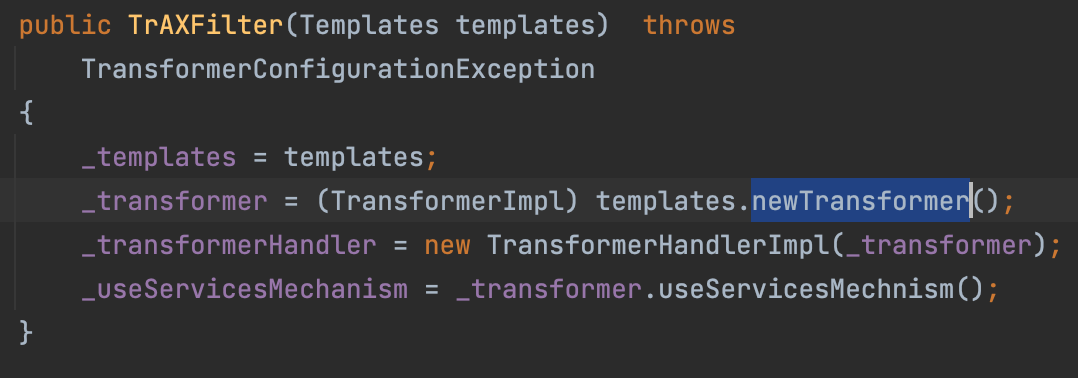 public TrAXFilter(Templates templates)  throws
    TransformerConfigurationException
{
    _templates = templates;
    _transformer = (TransformerImpl) templates.newTransformer();
    _transformerHandler = new TransformerHandlerImpl(_transformer);
    _useServicesMechanism = _transformer.useServicesMechnism();
}